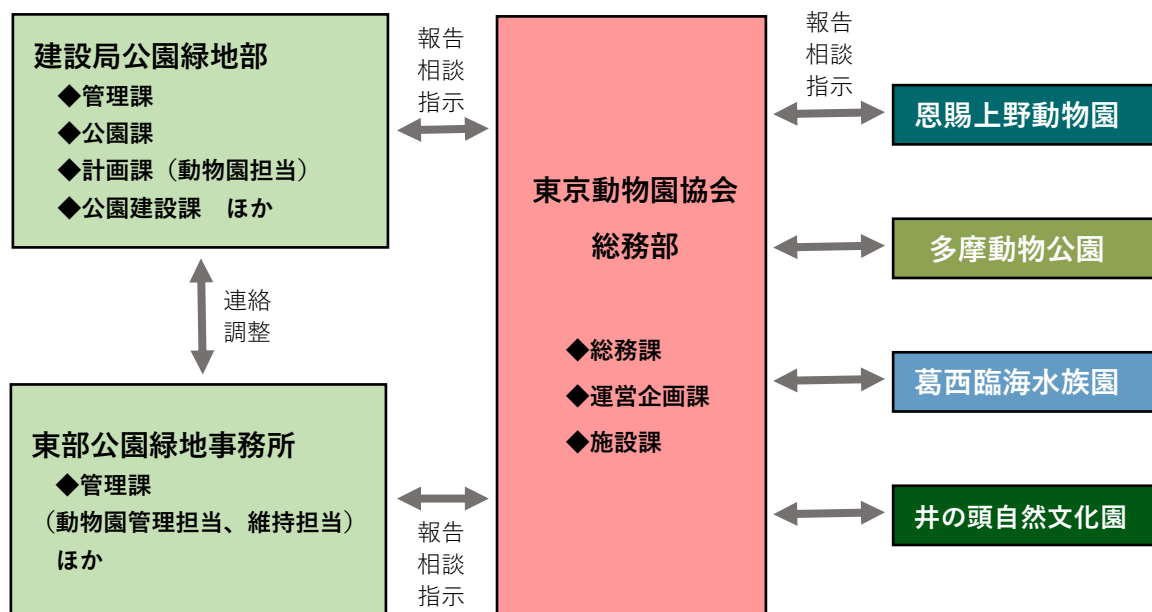 建設局公園緑地部
◆管理課
◆公園課
◆計画課（動物園担当）
◆公園建設課　ほか
報告
相談
指示
連絡
調整
東部公園緑地事務所
◆管理課
（動物園管理担当、維持担当）
ほか
報告
相談
指示
東京動物園協会
総務部
◆総務課
◆運営企画課
◆施設課
報告
相談
指示
恩賜上野動物園
多摩動物公園
葛西臨海水族園
井の頭自然文化園